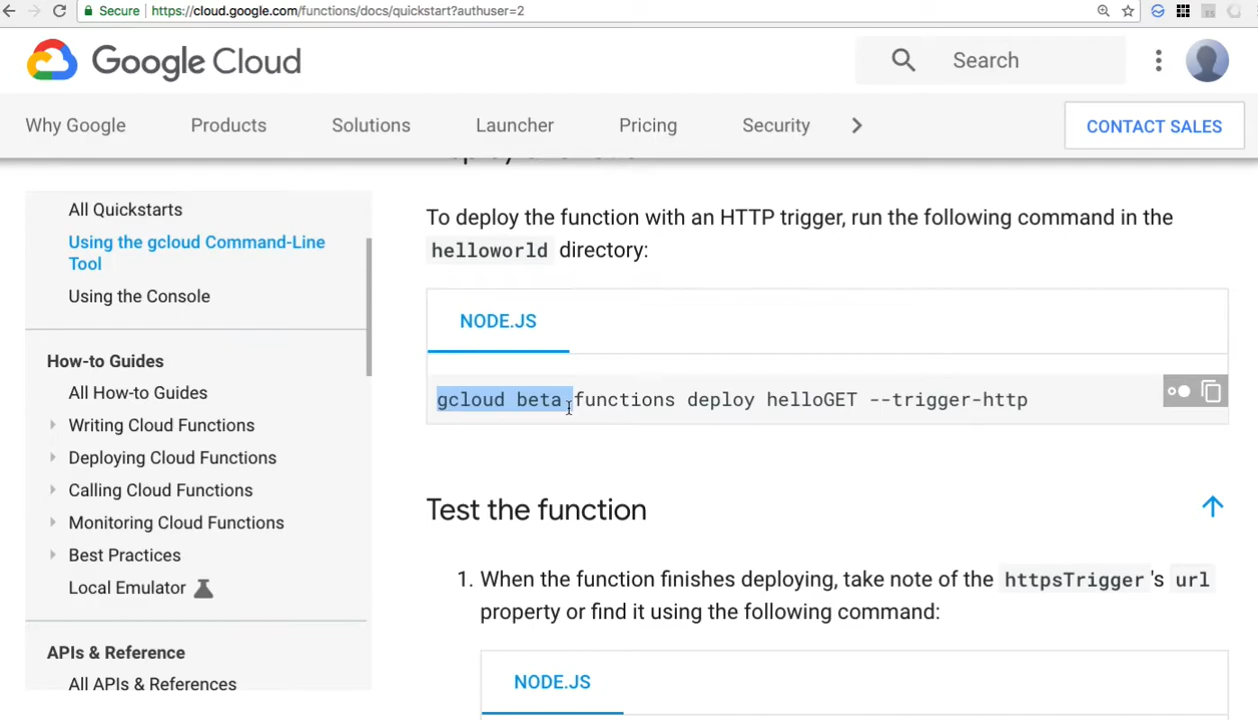 Secure | https://cloud.google.com/functions/docs/quickstart?authuser=2
Google Cloud
Search
Why Google
Products
Solutions
Launcher
Pricing
Security
CONTACT SALES
All Quickstarts
Using the gcloud Command-Line
Tool
Using the Console
How-to Guides
All How-to Guides
Writing Cloud Functions
Deploying Cloud Functions
Calling Cloud Functions
Monitoring Cloud Functions
Best Practices
Local Emulator
APIs & Reference
All APIs & References
To deploy the function with an HTTP trigger, run the following command in the
helloworld directory:
NODE.JS
gcloud beta functions deploy helloGET --trigger-http
Test the function
1. When the function finishes deploying, take note of the httpsTrigger 's url
property or find it using the following command:
NODE.JS